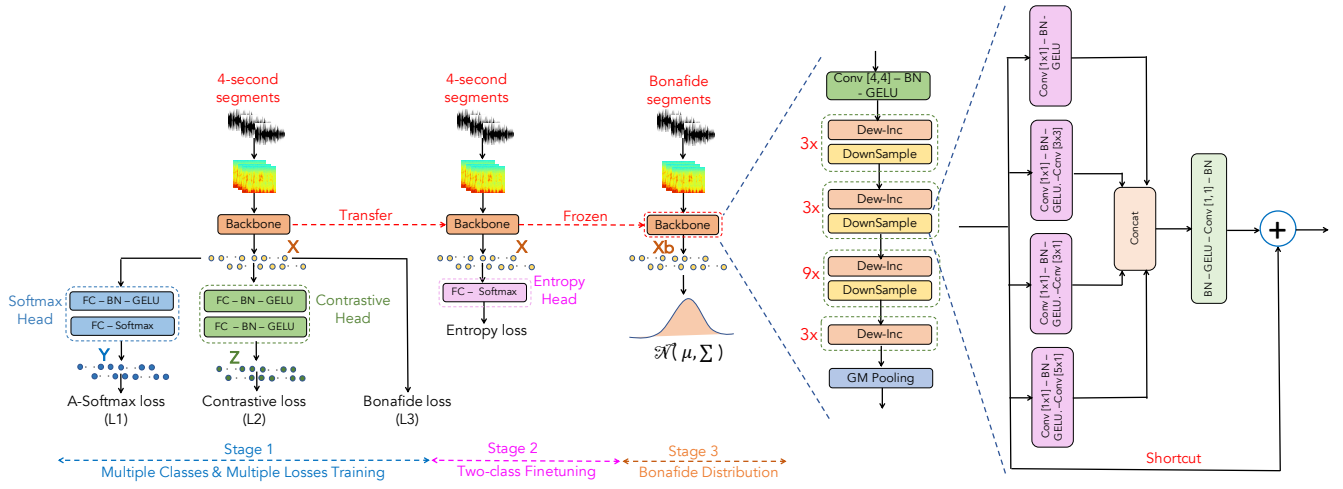 4-second
segments
Backbone
X
Softmax
Head
FC – BN – GELU
FC – Softmax
Y
A-Softmax loss
(L1)
FC – BN – GELU
FC – BN – GELU
Contrastive
Head
Z
Contrastive loss
(L2)
Bonafide loss
(L3)
Transfer
4-second
segments
Backbone
X
FC – Softmax
Entropy
Head
Entropy loss
Frozen
Bonafide
segments
Backbone
Xb
𝒩( μ, Σ )
Stage 1
Multiple Classes & Multiple Losses Training
Stage 2
Two-class Finetuning
Stage 3
Bonafide Distribution
Conv [4,4] – BN
- GELU
3x
Dew-Inc
DownSample
3x
Dew-Inc
DownSample
9x
Dew-Inc
DownSample
3x
Dew-Inc
GM Pooling
Conv [1x1] – BN -
GELU
Conv [1x1] – BN –
GELU. –Ccnv [3x3]
Conv [1x1] – BN –
GELU. –Ccnv [3x1]
Conv [1x1] – BN –
GELU. –Conv [5x1]
Concat
BN – GELU – Conv [1,1] – BN
+
Shortcut